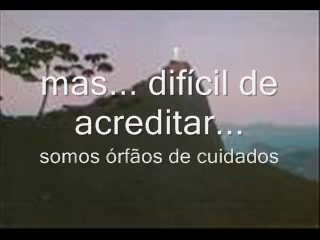 mas... difícil de
acreditar...
somos órfãos de cuidados